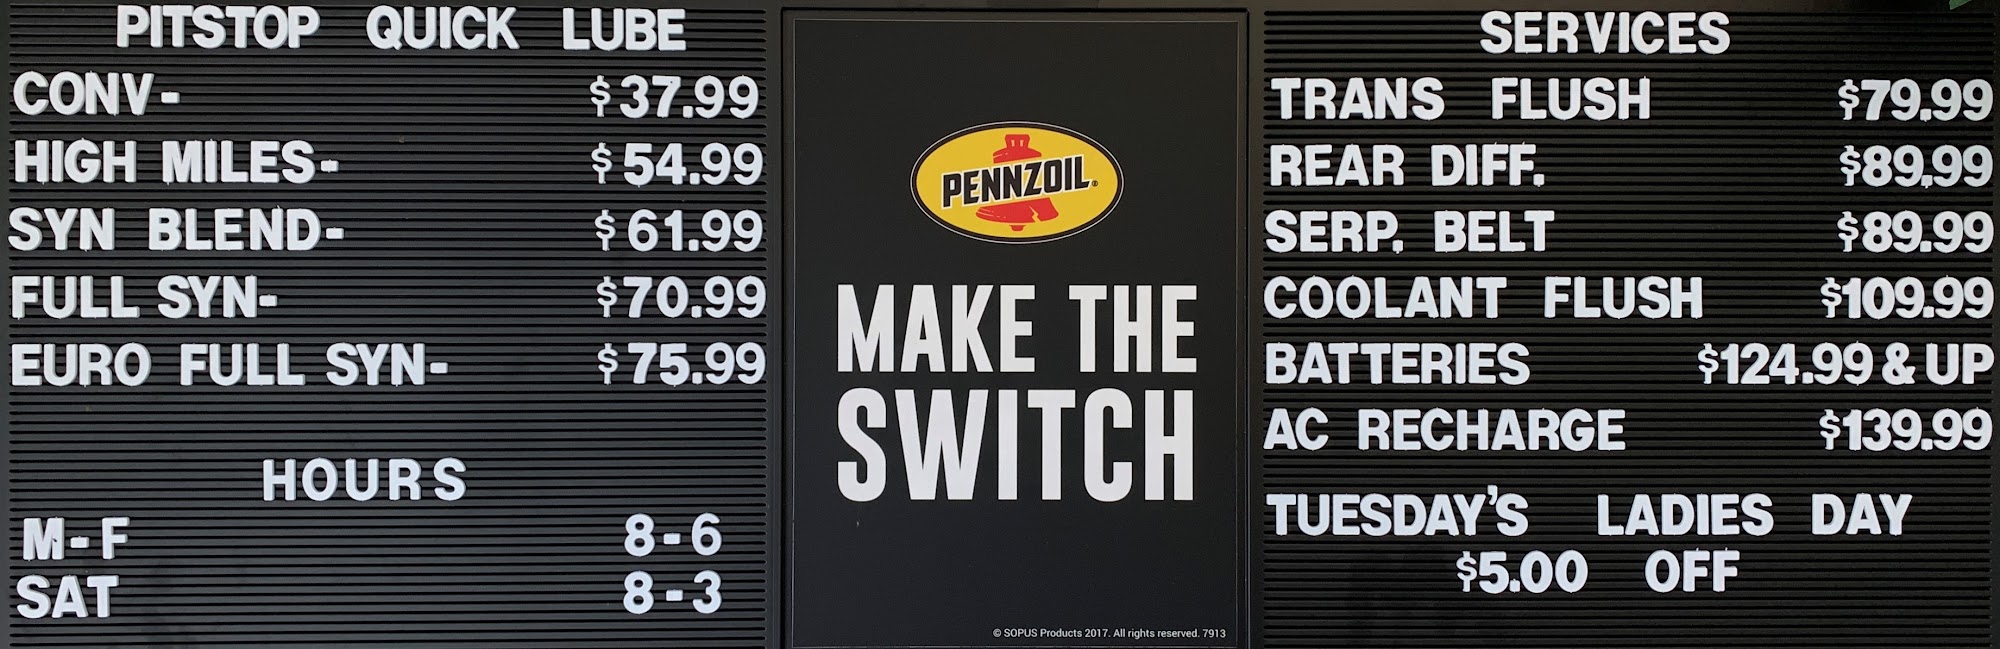 PITSTOP QUICK LUBE
CONV- $37.99
HIGH MILES- $54.99
SYN BLEND- $61.99
FULL SYN- $70.99
EURO FULL SYN- $75.99
HOURS
M-F 8-6
SAT 8-3
PENNZOIL®
MAKE THE
SWITCH
© SOPUS Products 2017. All rights reserved. 7913
SERVICES
TRANS FLUSH $79.99
REAR DIFF. $89.99
SERP. BELT $89.99
COOLANT FLUSH $109.99
BATTERIES $124.99 & UP
AC RECHARGE $139.99
TUESDAY'S LADIES DAY
$5.00 OFF